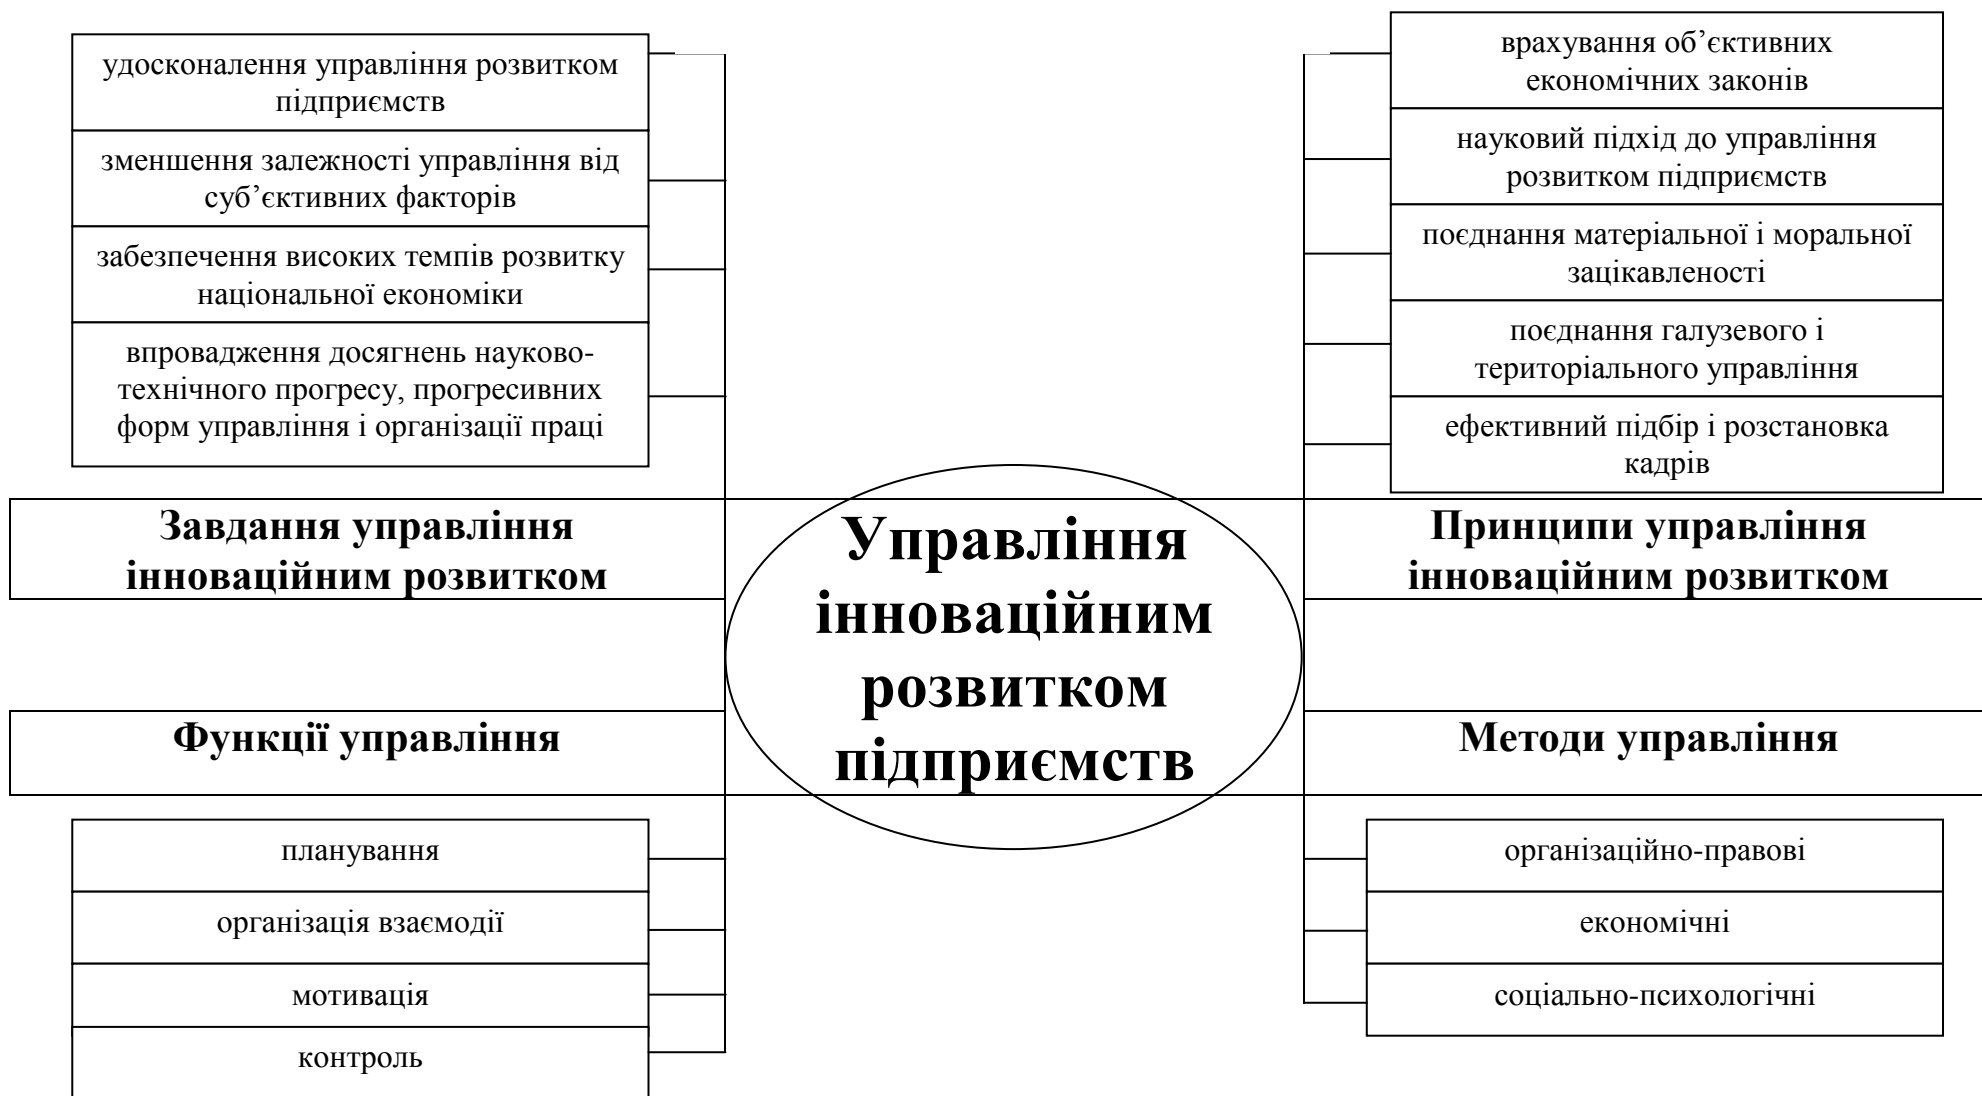 удосконалення управління розвитком
підприємств
зменшення залежності управління від
суб’єктивних факторів
забезпечення високих темпів розвитку
національної економіки
впровадження досягнень науково-
технічного прогресу, прогресивних
форм управління і організації праці
врахування об’єктивних
економічних законів
науковий підхід до управління
розвитком підприємств
поєднання матеріальної і моральної
зацікавленості
поєднання галузевого і
територіального управління
ефективний підбір і розстановка
кадрів
Завдання управління
інноваційним розвитком
Управління
інноваційним
розвитком
підприємств
Принципи управління
інноваційним розвитком
Функції управління
Методи управління
планування
організація взаємодії
мотивація
контроль
організаційно-правові
економічні
соціально-психологічні